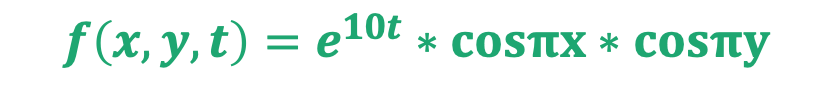 f(x, y, t) = e^{10t} * cosπx * cosπy